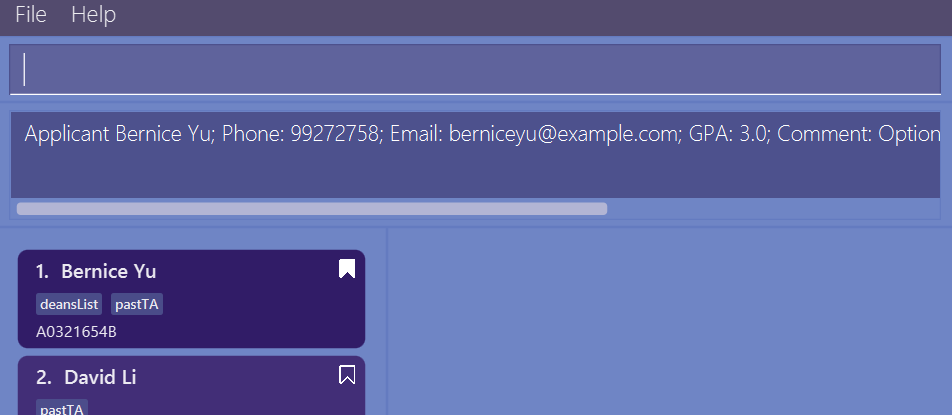 File Help
Applicant Bernice Yu; Phone: 99272758; Email: berniceyu@example.com; GPA: 3.0; Comment: Option
1. Bernice Yu
deansList pastTA
A0321654B
2. David Li
pastTA